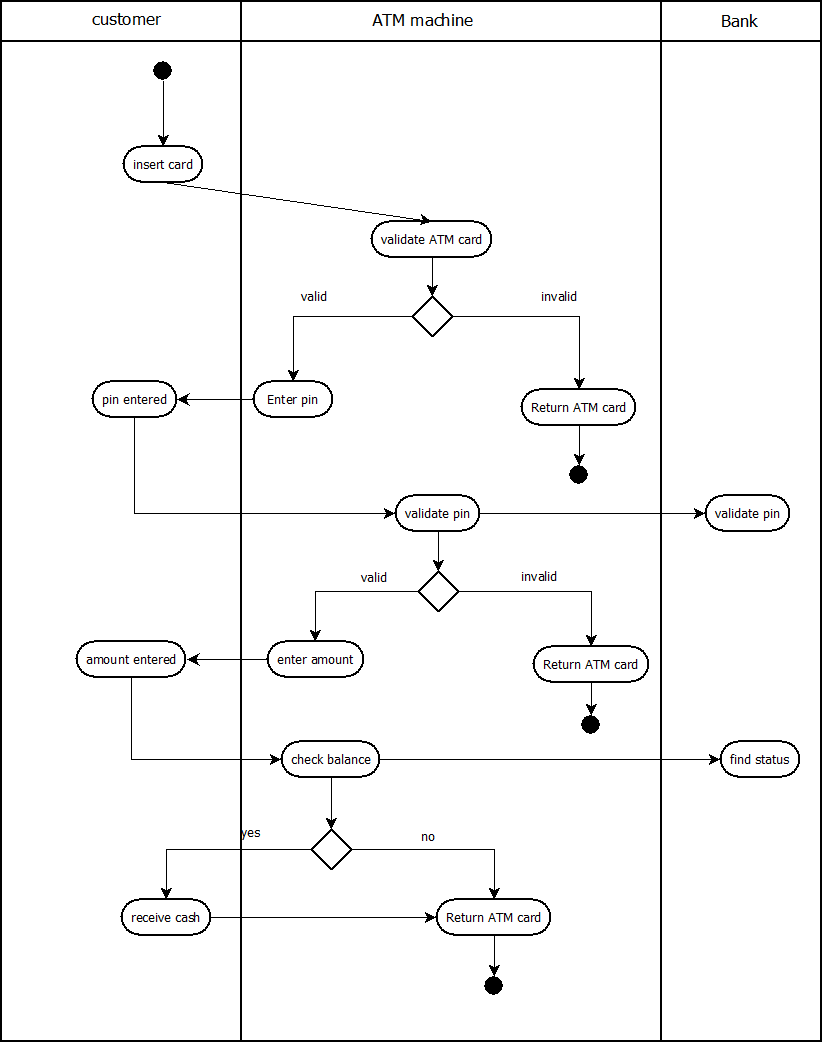 customer
ATM machine
Bank
insert card
validate ATM card
valid
invalid
pin entered
Enter pin
Return ATM card
validate pin
validate pin
valid
invalid
amount entered
enter amount
Return ATM card
check balance
find status
yes
no
receive cash
Return ATM card